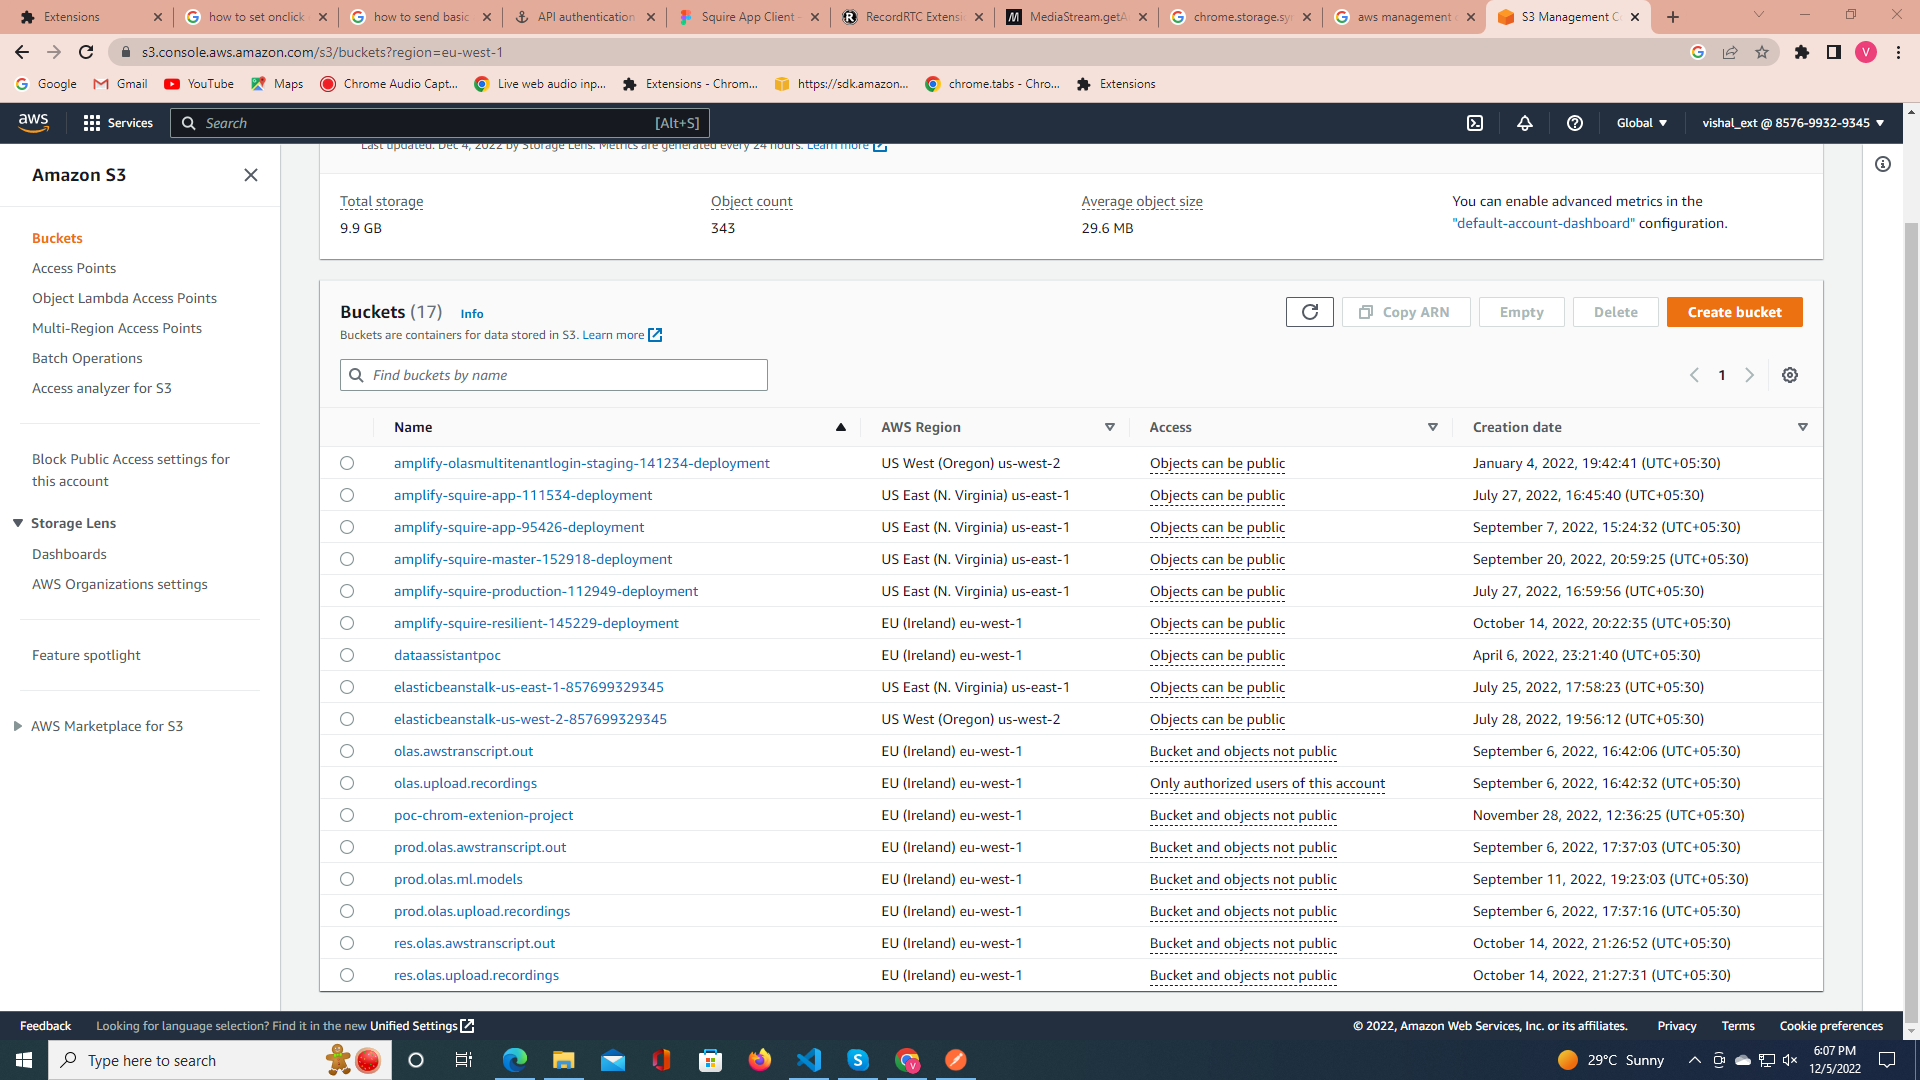 Extensions
how to set onclick
how to send basic
API authentication
Squire App Client -
RecordRTC Extensi
MediaStream.getA
chrome.storage.syn
aws management c
S3 Management C
s3.console.aws.amazon.com/s3/buckets?region=eu-west-1
V
Google
Gmail
YouTube
Maps
Chrome Audio Capt...
Live web audio inp...
Extensions - Chrom...
https://sdk.amazon...
chrome.tabs - Chro...
Extensions
aws
Services
Search
[Alt+S]
Global
vishal_ext @ 8576-9932-9345
Amazon S3
Buckets
Access Points
Object Lambda Access Points
Multi-Region Access Points
Batch Operations
Access analyzer for S3
Block Public Access settings for
this account
Storage Lens
Dashboards
AWS Organizations settings
Feature spotlight
AWS Marketplace for S3
Last updated: Dec 4, 2022 by Storage Lens. Metrics are generated every 24 hours. Learn more
Total storage
9.9 GB
Object count
343
Average object size
29.6 MB
You can enable advanced metrics in the
"default-account-dashboard" configuration.
Buckets (17) Info
Buckets are containers for data stored in S3. Learn more
Copy ARN
Empty
Delete
Create bucket
Find buckets by name
1
Name AWS Region Access Creation date
amplify-olasmultitenantlogin-staging-141234-deployment US West (Oregon) us-west-2 Objects can be public January 4, 2022, 19:42:41 (UTC+05:30)
amplify-squire-app-111534-deployment US East (N. Virginia) us-east-1 Objects can be public July 27, 2022, 16:45:40 (UTC+05:30)
amplify-squire-app-95426-deployment US East (N. Virginia) us-east-1 Objects can be public September 7, 2022, 15:24:32 (UTC+05:30)
amplify-squire-master-152918-deployment US East (N. Virginia) us-east-1 Objects can be public September 20, 2022, 20:59:25 (UTC+05:30)
amplify-squire-production-112949-deployment US East (N. Virginia) us-east-1 Objects can be public July 27, 2022, 16:59:56 (UTC+05:30)
amplify-squire-resilient-145229-deployment EU (Ireland) eu-west-1 Objects can be public October 14, 2022, 20:22:35 (UTC+05:30)
dataassistantpoc EU (Ireland) eu-west-1 Objects can be public April 6, 2022, 23:21:40 (UTC+05:30)
elasticbeanstalk-us-east-1-857699329345 US East (N. Virginia) us-east-1 Objects can be public July 25, 2022, 17:58:23 (UTC+05:30)
elasticbeanstalk-us-west-2-857699329345 US West (Oregon) us-west-2 Objects can be public July 28, 2022, 19:56:12 (UTC+05:30)
olas.awstranscript.out EU (Ireland) eu-west-1 Bucket and objects not public September 6, 2022, 16:42:06 (UTC+05:30)
olas.upload.recordings EU (Ireland) eu-west-1 Only authorized users of this account September 6, 2022, 16:42:32 (UTC+05:30)
poc-chrom-extenion-project EU (Ireland) eu-west-1 Bucket and objects not public November 28, 2022, 12:36:25 (UTC+05:30)
prod.olas.awstranscript.out EU (Ireland) eu-west-1 Bucket and objects not public September 6, 2022, 17:37:03 (UTC+05:30)
prod.olas.ml.models EU (Ireland) eu-west-1 Bucket and objects not public September 11, 2022, 19:23:03 (UTC+05:30)
prod.olas.upload.recordings EU (Ireland) eu-west-1 Bucket and objects not public September 6, 2022, 17:37:16 (UTC+05:30)
res.olas.awstranscript.out EU (Ireland) eu-west-1 Bucket and objects not public October 14, 2022, 21:26:52 (UTC+05:30)
res.olas.upload.recordings EU (Ireland) eu-west-1 Bucket and objects not public October 14, 2022, 21:27:31 (UTC+05:30)
Feedback
Looking for language selection? Find it in the new Unified Settings
© 2022, Amazon Web Services, Inc. or its affiliates.
Privacy
Terms
Cookie preferences
Type here to search
29°C Sunny
6:07 PM
12/5/2022